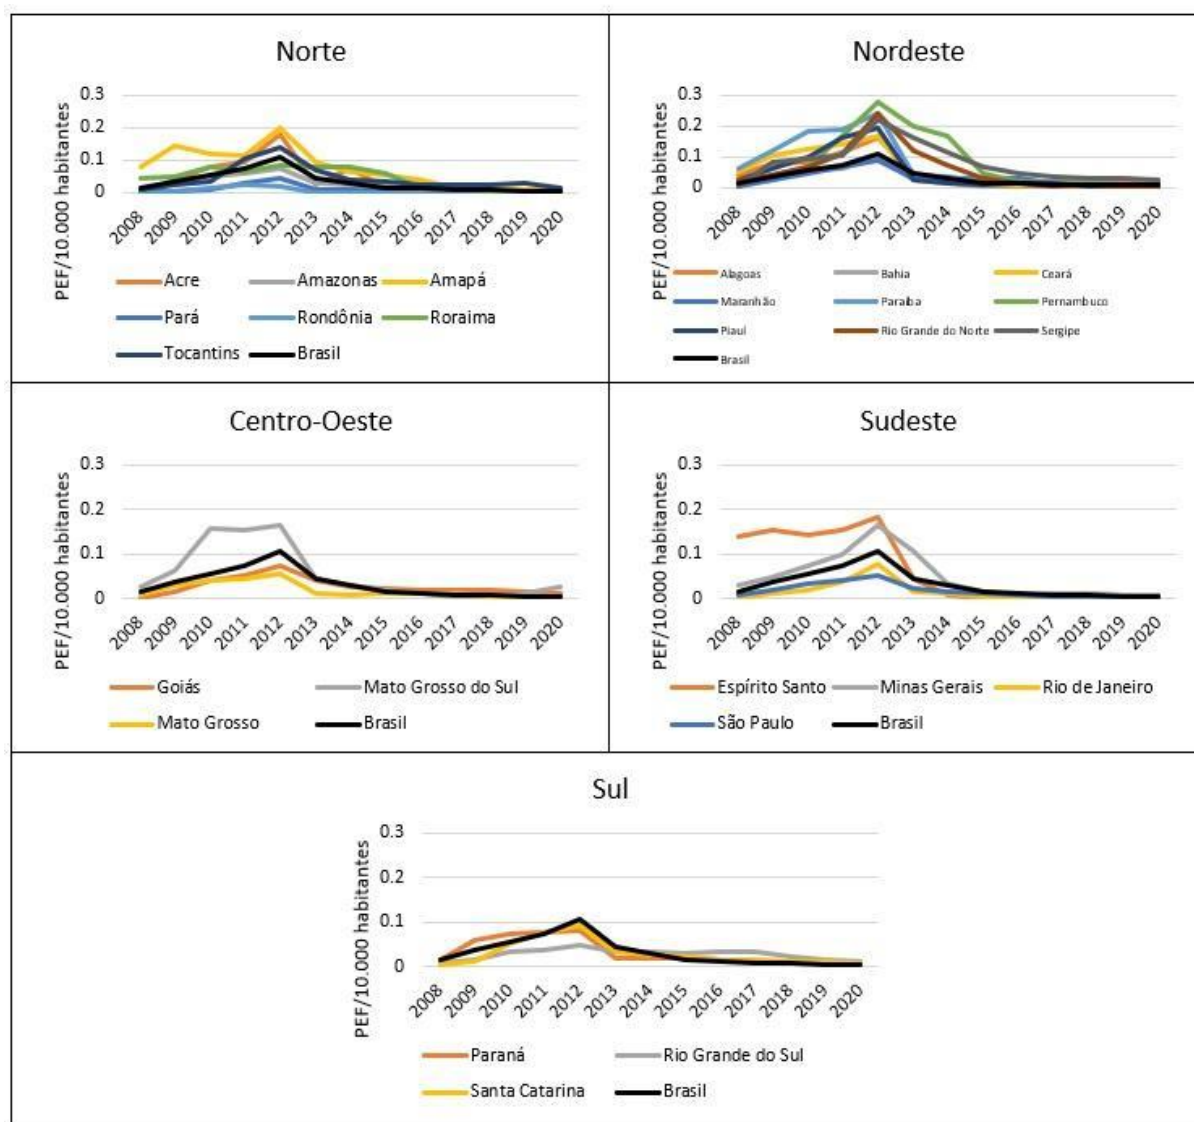 Norte
PEF/10.000 habitantes
0.3
0.2
0.1
0
2008 2009 2010 2011 2012 2013 2014 2015 2016 2017 2018 2019 2020
Acre Amazonas Amapá
Pará Rondônia Roraima
Tocantins Brasil
Nordeste
PEF/10.000 habitantes
0.3
0.2
0.1
0
2008 2009 2010 2011 2012 2013 2014 2015 2016 2017 2018 2019 2020
Alagoas Bahia Ceará
Maranhão Paraíba Pernambuco
Piauí Rio Grande do Norte Sergipe
Brasil
Centro-Oeste
PEF/10.000 habitantes
0.3
0.2
0.1
0
2008 2009 2010 2011 2012 2013 2014 2015 2016 2017 2018 2019 2020
Goiás Mato Grosso do Sul
Mato Grosso Brasil
Sudeste
PEF/10.000 habitantes
0.3
0.2
0.1
0
2008 2009 2010 2011 2012 2013 2014 2015 2016 2017 2018 2019 2020
Espírito Santo Minas Gerais Rio de Janeiro
São Paulo Brasil
Sul
PEF/10.000 habitantes
0.3
0.2
0.1
0
2008 2009 2010 2011 2012 2013 2014 2015 2016 2017 2018 2019 2020
Paraná Rio Grande do Sul
Santa Catarina Brasil